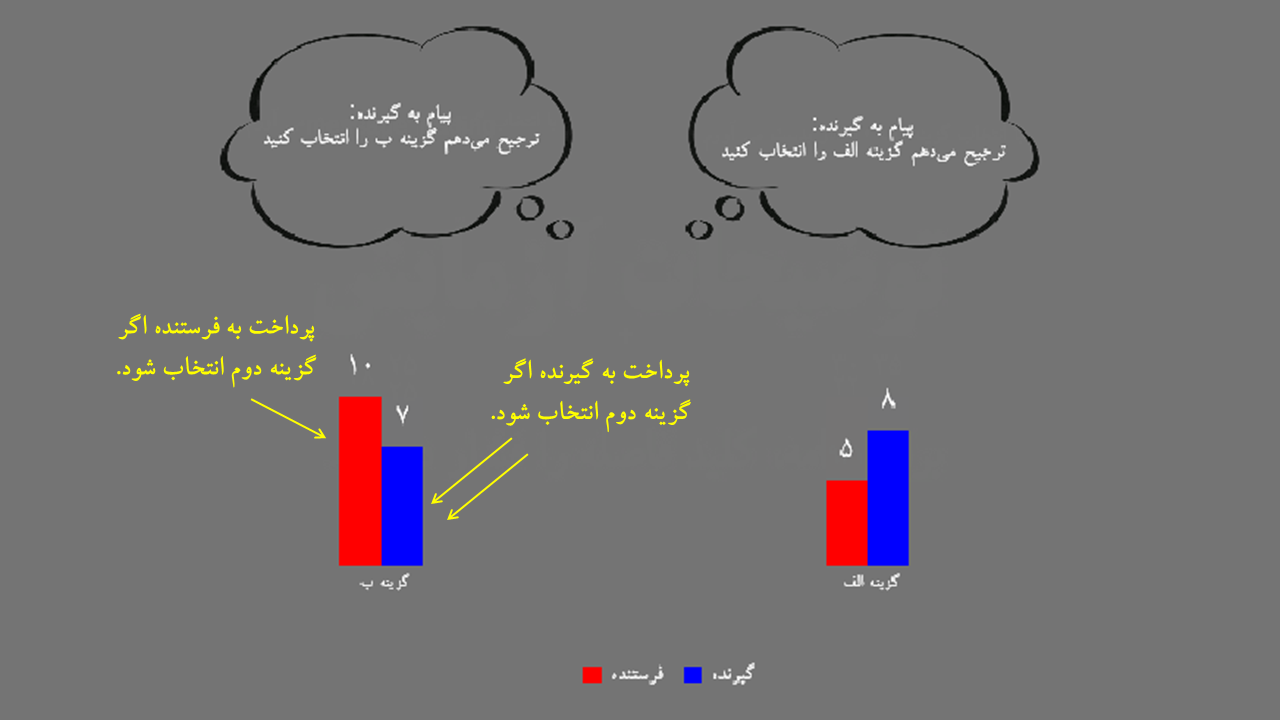 پیام به گیرنده:
ترجیح می‌دهم گزینه الف را انتخاب کنید
پیام به گیرنده:
ترجیح می‌دهم گزینه ب را انتخاب کنید
۸
۵
گزینه الف
پرداخت به گیرنده اگر
گزینه دوم انتخاب شود.
پرداخت به فرستنده اگر
گزینه دوم انتخاب شود.
۱۰
۷
گزینه ب
گیرنده
فرستنده